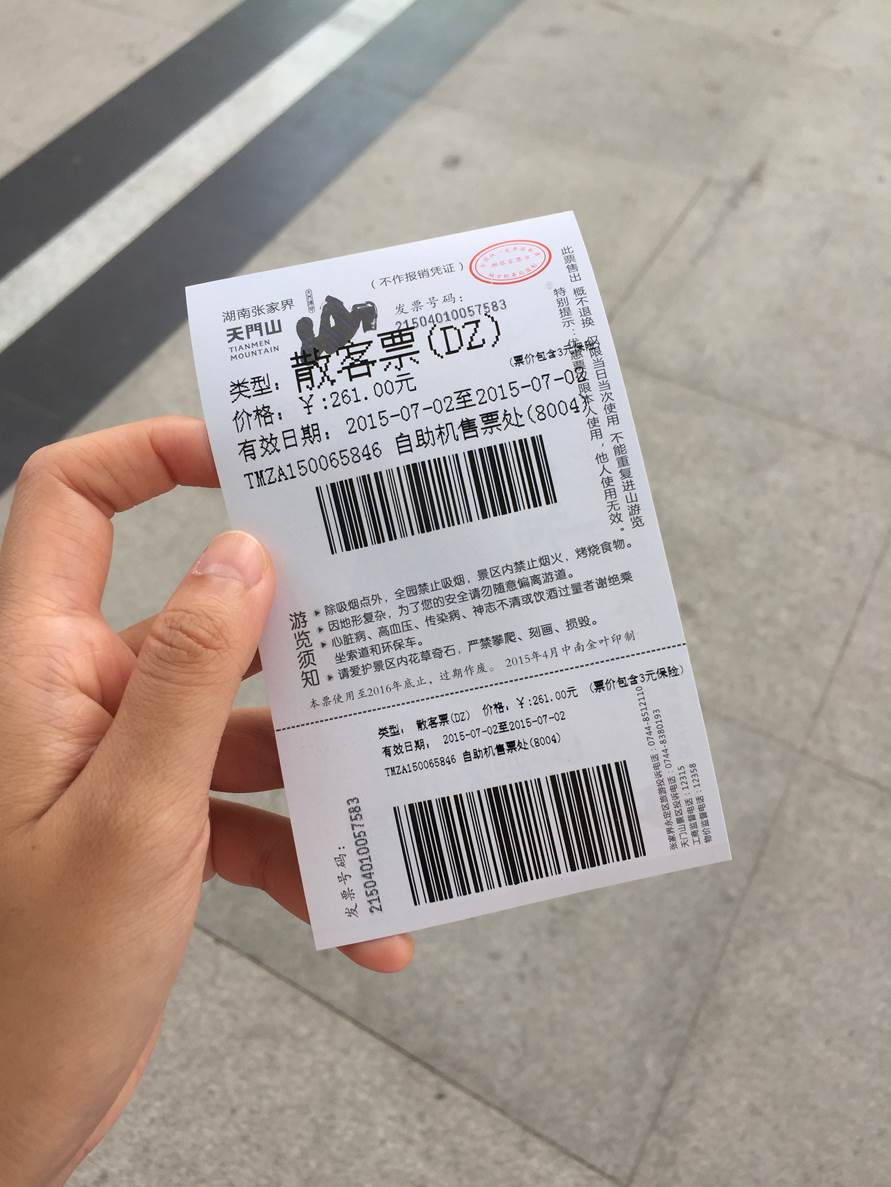 湖南张家界
天門山
TIANMEN
MOUNTAIN
(不作报销凭证)
发票号码:
21504010057583
类型: 散客票(DZ)
(票价包含3元保险)
价格: ¥:261.00元
有效日期: 2015-07-02至2015-07-02
TMZA150065846 自助机售票处(8004)
此票售出 概不退换 仅限当日当次使用 不能重复进山游览
特别提示:优惠票仅限本人使用,他人使用无效。
游览须知
▶ 除吸烟点外,全园禁止吸烟,景区内禁止烟火,烤烧食物。
▶ 因地形复杂,为了您的安全请勿随意偏离游道。
▶ 心脏病、高血压、传染病、神志不清或饮酒过量者谢绝乘
坐索道和环保车。
▶ 请爱护景区内花草奇石,严禁攀爬、刻画、损毁。
本票使用至2016年底止,过期作废。 2015年4月中南金叶印制
类型: 散客票(DZ) 价格: ¥:261.00元 (票价包含3元保险)
有效日期: 2015-07-02至2015-07-02
TMZA150065846 自助机售票处(8004)
发票号码:
21504010057583
张家界永定区旅游投诉电话:0744-8512110
天门山景区投诉电话:0744-8380193
工商监督电话:12315
物价监督电话:12358